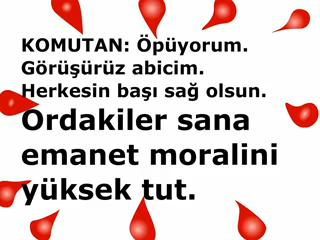 KOMUTAN: Öpüyorum.
Görüşürüz abicim.
Herkesin başı sağ olsun.
Ordakiler sana
emanet moralini
yüksek tut.